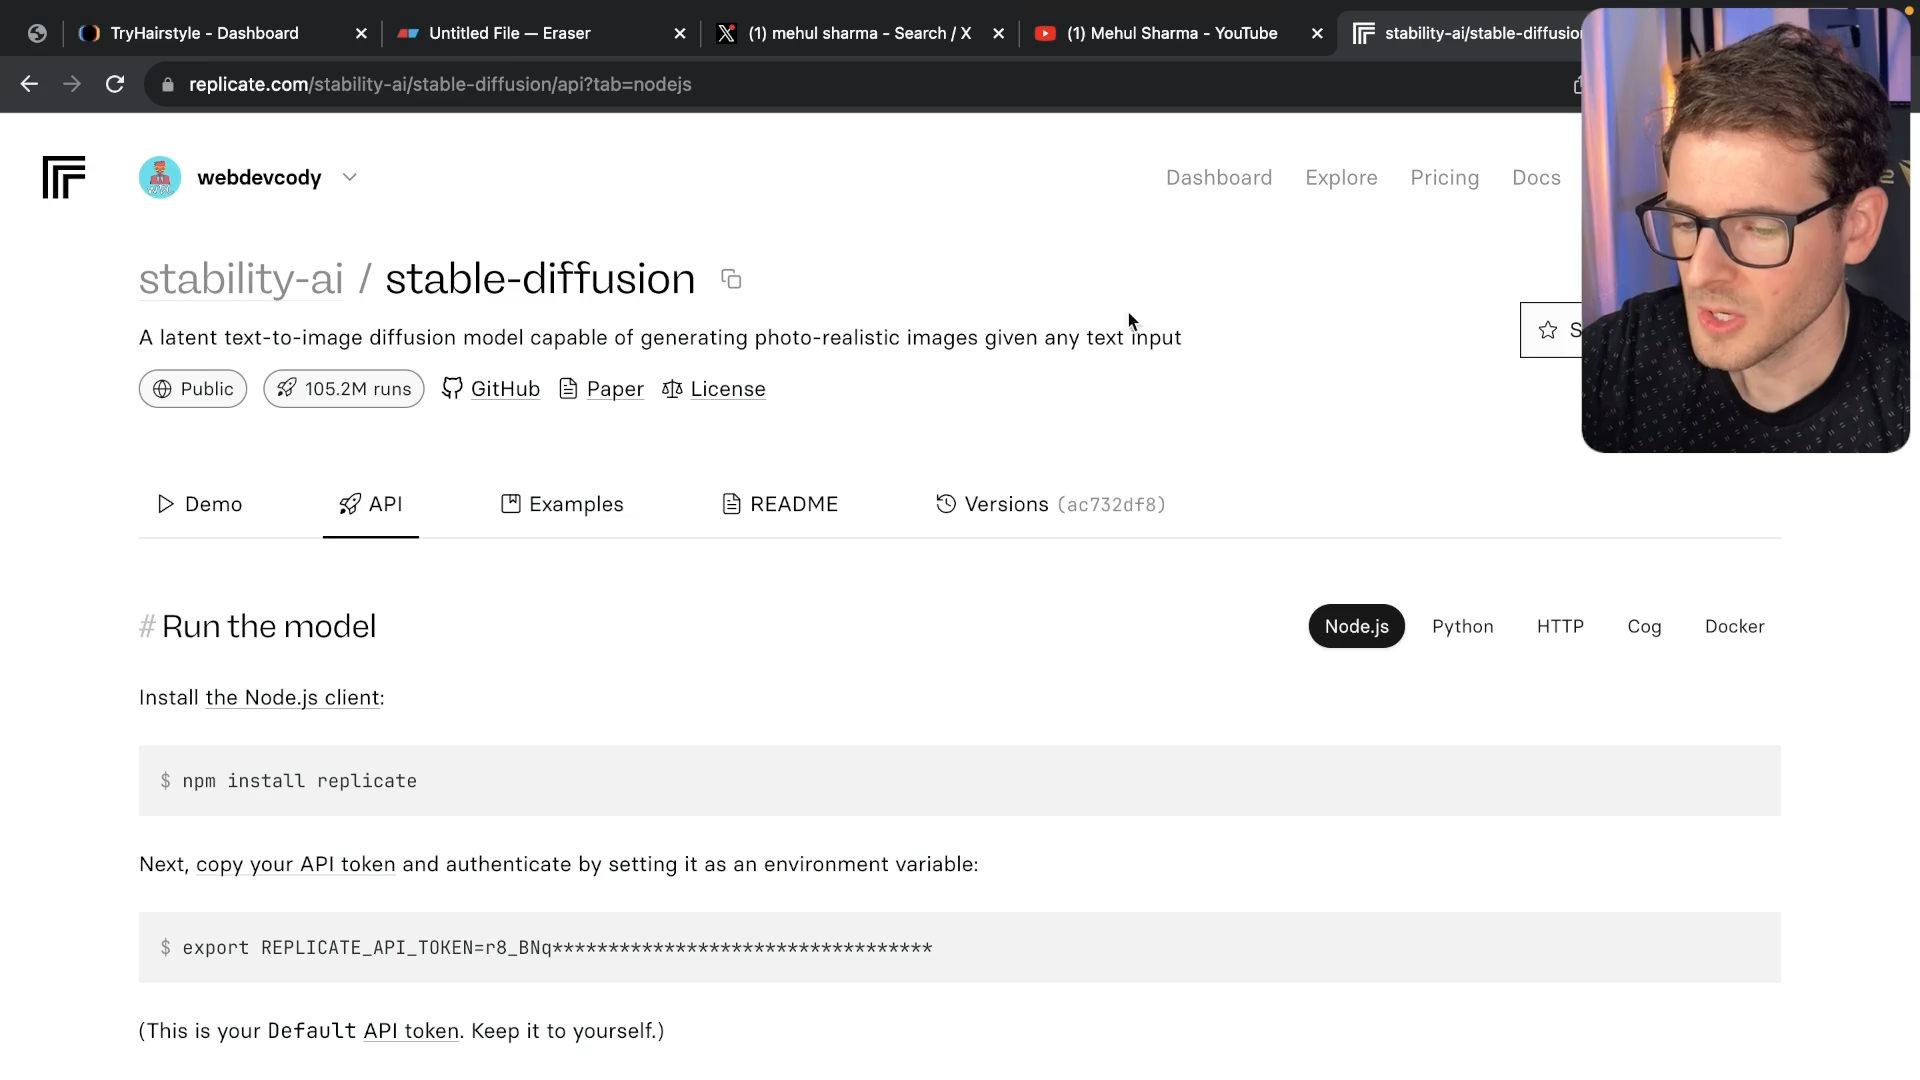 TryHairstyle - Dashboard
Untitled File — Eraser
(1) mehul sharma - Search / X
(1) Mehul Sharma - YouTube
stability-ai/stable-diffusio
replicate.com/stability-ai/stable-diffusion/api?tab=nodejs
webdevcody
Dashboard
Explore
Pricing
Docs
stability-ai / stable-diffusion
A latent text-to-image diffusion model capable of generating photo-realistic images given any text input
S
Public
105.2M runs
GitHub
Paper
License
Demo
API
Examples
README
Versions (ac732df8)
# Run the model
Node.js
Python
HTTP
Cog
Docker
Install the Node.js client:
$ npm install replicate
Next, copy your API token and authenticate by setting it as an environment variable:
$ export REPLICATE_API_TOKEN=r8_BNq**********************************
(This is your Default API token. Keep it to yourself.)